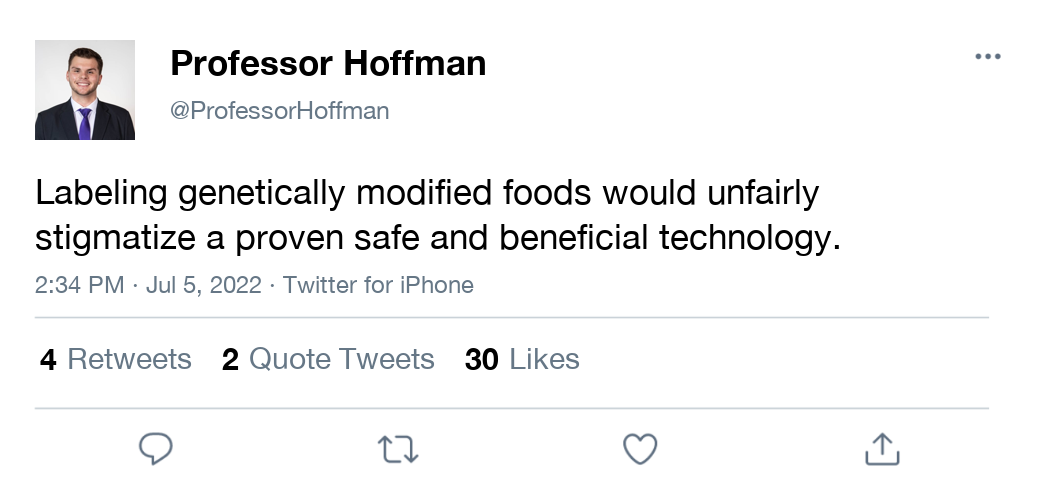 Professor Hoffman
@ProfessorHoffman
Labeling genetically modified foods would unfairly
stigmatize a proven safe and beneficial technology.
2:34 PM · Jul 5, 2022 · Twitter for iPhone
4 Retweets 2 Quote Tweets 30 Likes